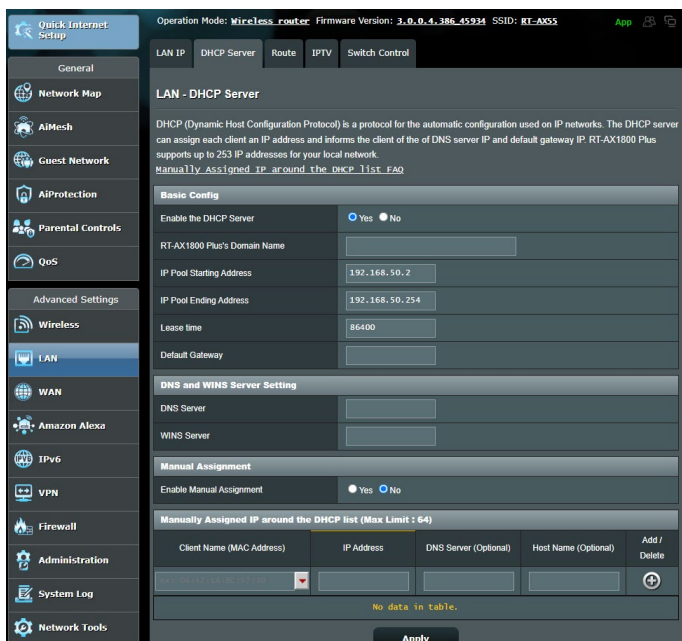 Quick Internet
Setup
General
Network Map
AiMesh
Guest Network
AiProtection
Parental Controls
QoS
Advanced Settings
Wireless
LAN
WAN
Amazon Alexa
IPv6
VPN
Firewall
Administration
System Log
Network Tools
Operation Mode: Wireless router Firmware Version: 3.0.0.4.386_45934 SSID: RT-AX55
App
LAN IP
DHCP Server
Route
IPTV
Switch Control
LAN - DHCP Server
DHCP (Dynamic Host Configuration Protocol) is a protocol for the automatic configuration used on IP networks. The DHCP server
can assign each client an IP address and informs the client of the of DNS server IP and default gateway IP. RT-AX1800 Plus
supports up to 253 IP addresses for your local network.
Manually Assigned IP around the DHCP list FAQ
Basic Config
Enable the DHCP Server Yes No
RT-AX1800 Plus's Domain Name
IP Pool Starting Address 192.168.50.2
IP Pool Ending Address 192.168.50.254
Lease time 86400
Default Gateway
DNS and WINS Server Setting
DNS Server
WINS Server
Manual Assignment
Enable Manual Assignment Yes No
Manually Assigned IP around the DHCP list (Max Limit : 64)
Client Name (MAC Address) IP Address DNS Server (Optional) Host Name (Optional) Add /
Delete
No data in table.
Apply